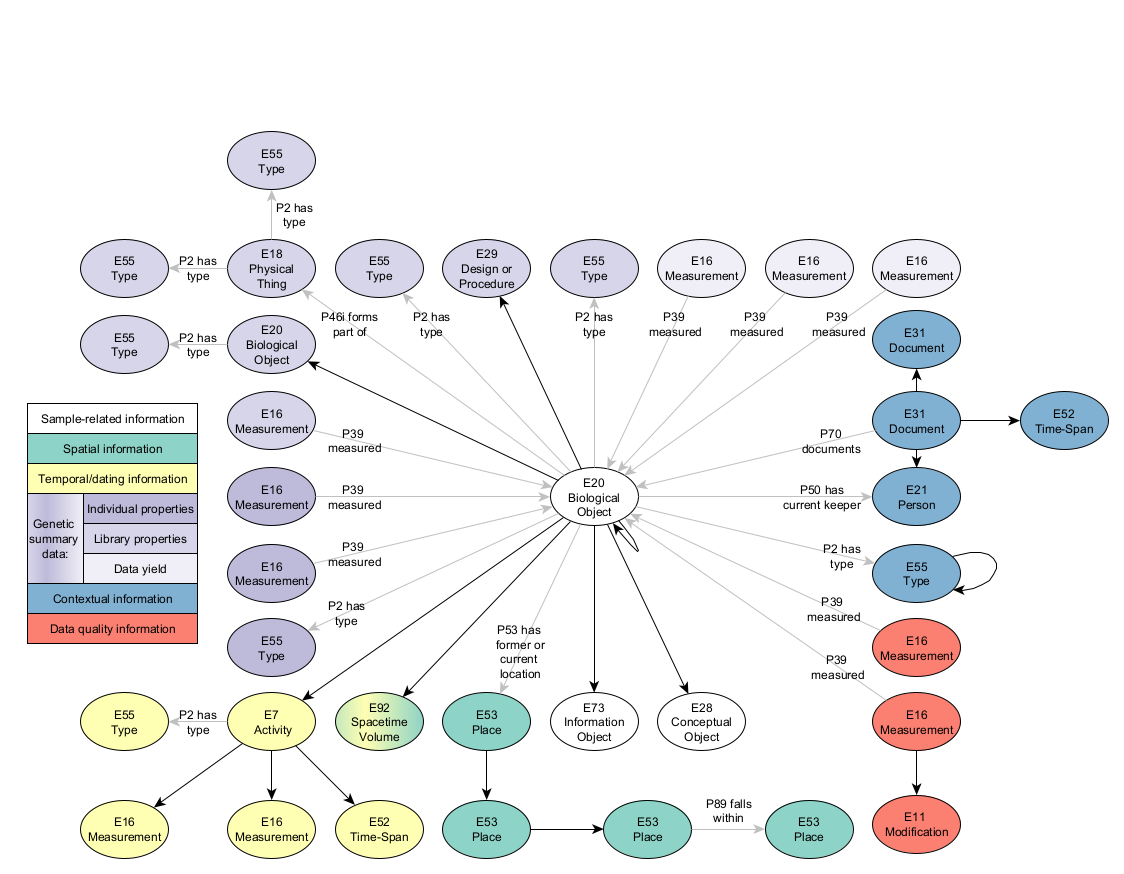 E55
Type
P2 has
type
E55
Type
P2 has
type
E18
Physical
Thing
E55
Type
E29
Design or
Procedure
E55
Type
E16
Measurement
E16
Measurement
E16
Measurement
P46i forms
part of
P2 has
type
P2 has
type
P39
measured
P39
measured
P39
measured
E55
Type
P2 has
type
E20
Biological
Object
E31
Document
E16
Measurement
P39
measured
P70
documents
E31
Document
E52
Time-Span
Sample-related information
Spatial information
Temporal/dating information
Genetic
summary
data:
Individual properties
Library properties
Data yield
Contextual information
Data quality information
E16
Measurement
P39
measured
E20
Biological
Object
P50 has
current keeper
E21
Person
E16
Measurement
P39
measured
P2 has
type
E55
Type
E55
Type
P2 has
type
P53 has
former or
current
location
P39
measured
E16
Measurement
P39
measured
E55
Type
P2 has
type
E7
Activity
E92
Spacetime
Volume
E53
Place
E73
Information
Object
E28
Conceptual
Object
E16
Measurement
E16
Measurement
E16
Measurement
E52
Time-Span
E53
Place
E53
Place
P89 falls
within
E53
Place
E11
Modification